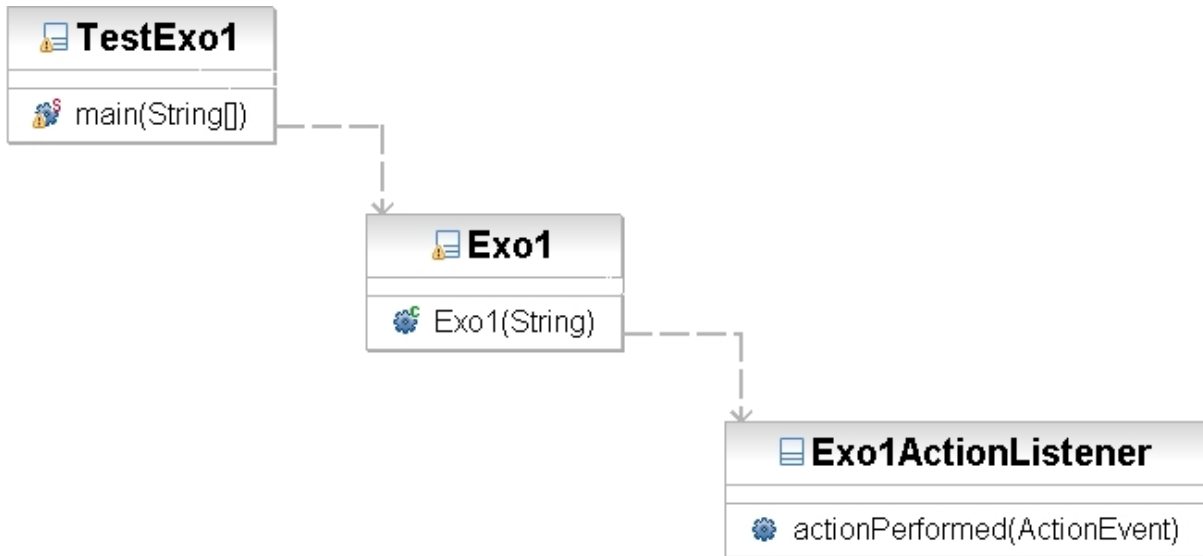 TestExo1
main(String[])
Exo1
Exo1(String)
Exo1ActionListener
actionPerformed(ActionEvent)